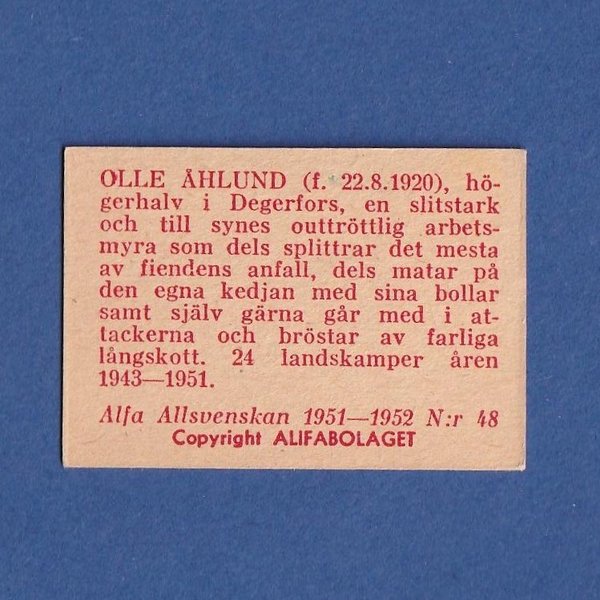 OLLE ÅHLUND (f. 22.8.1920), hö-
gerhalv i Degerfors, en slitstark
och till synes outtröttlig arbets-
myra som dels splittrar det mesta
av fiendens anfall, dels matar på
den egna kedjan med sina bollar
samt själv gärna går med i at-
tackerna och bröstar av farliga
långskott. 24 landskamper åren
1943—1951.
Alfa Allsvenskan 1951—1952 N:r 48
Copyright ALIFABOLAGET